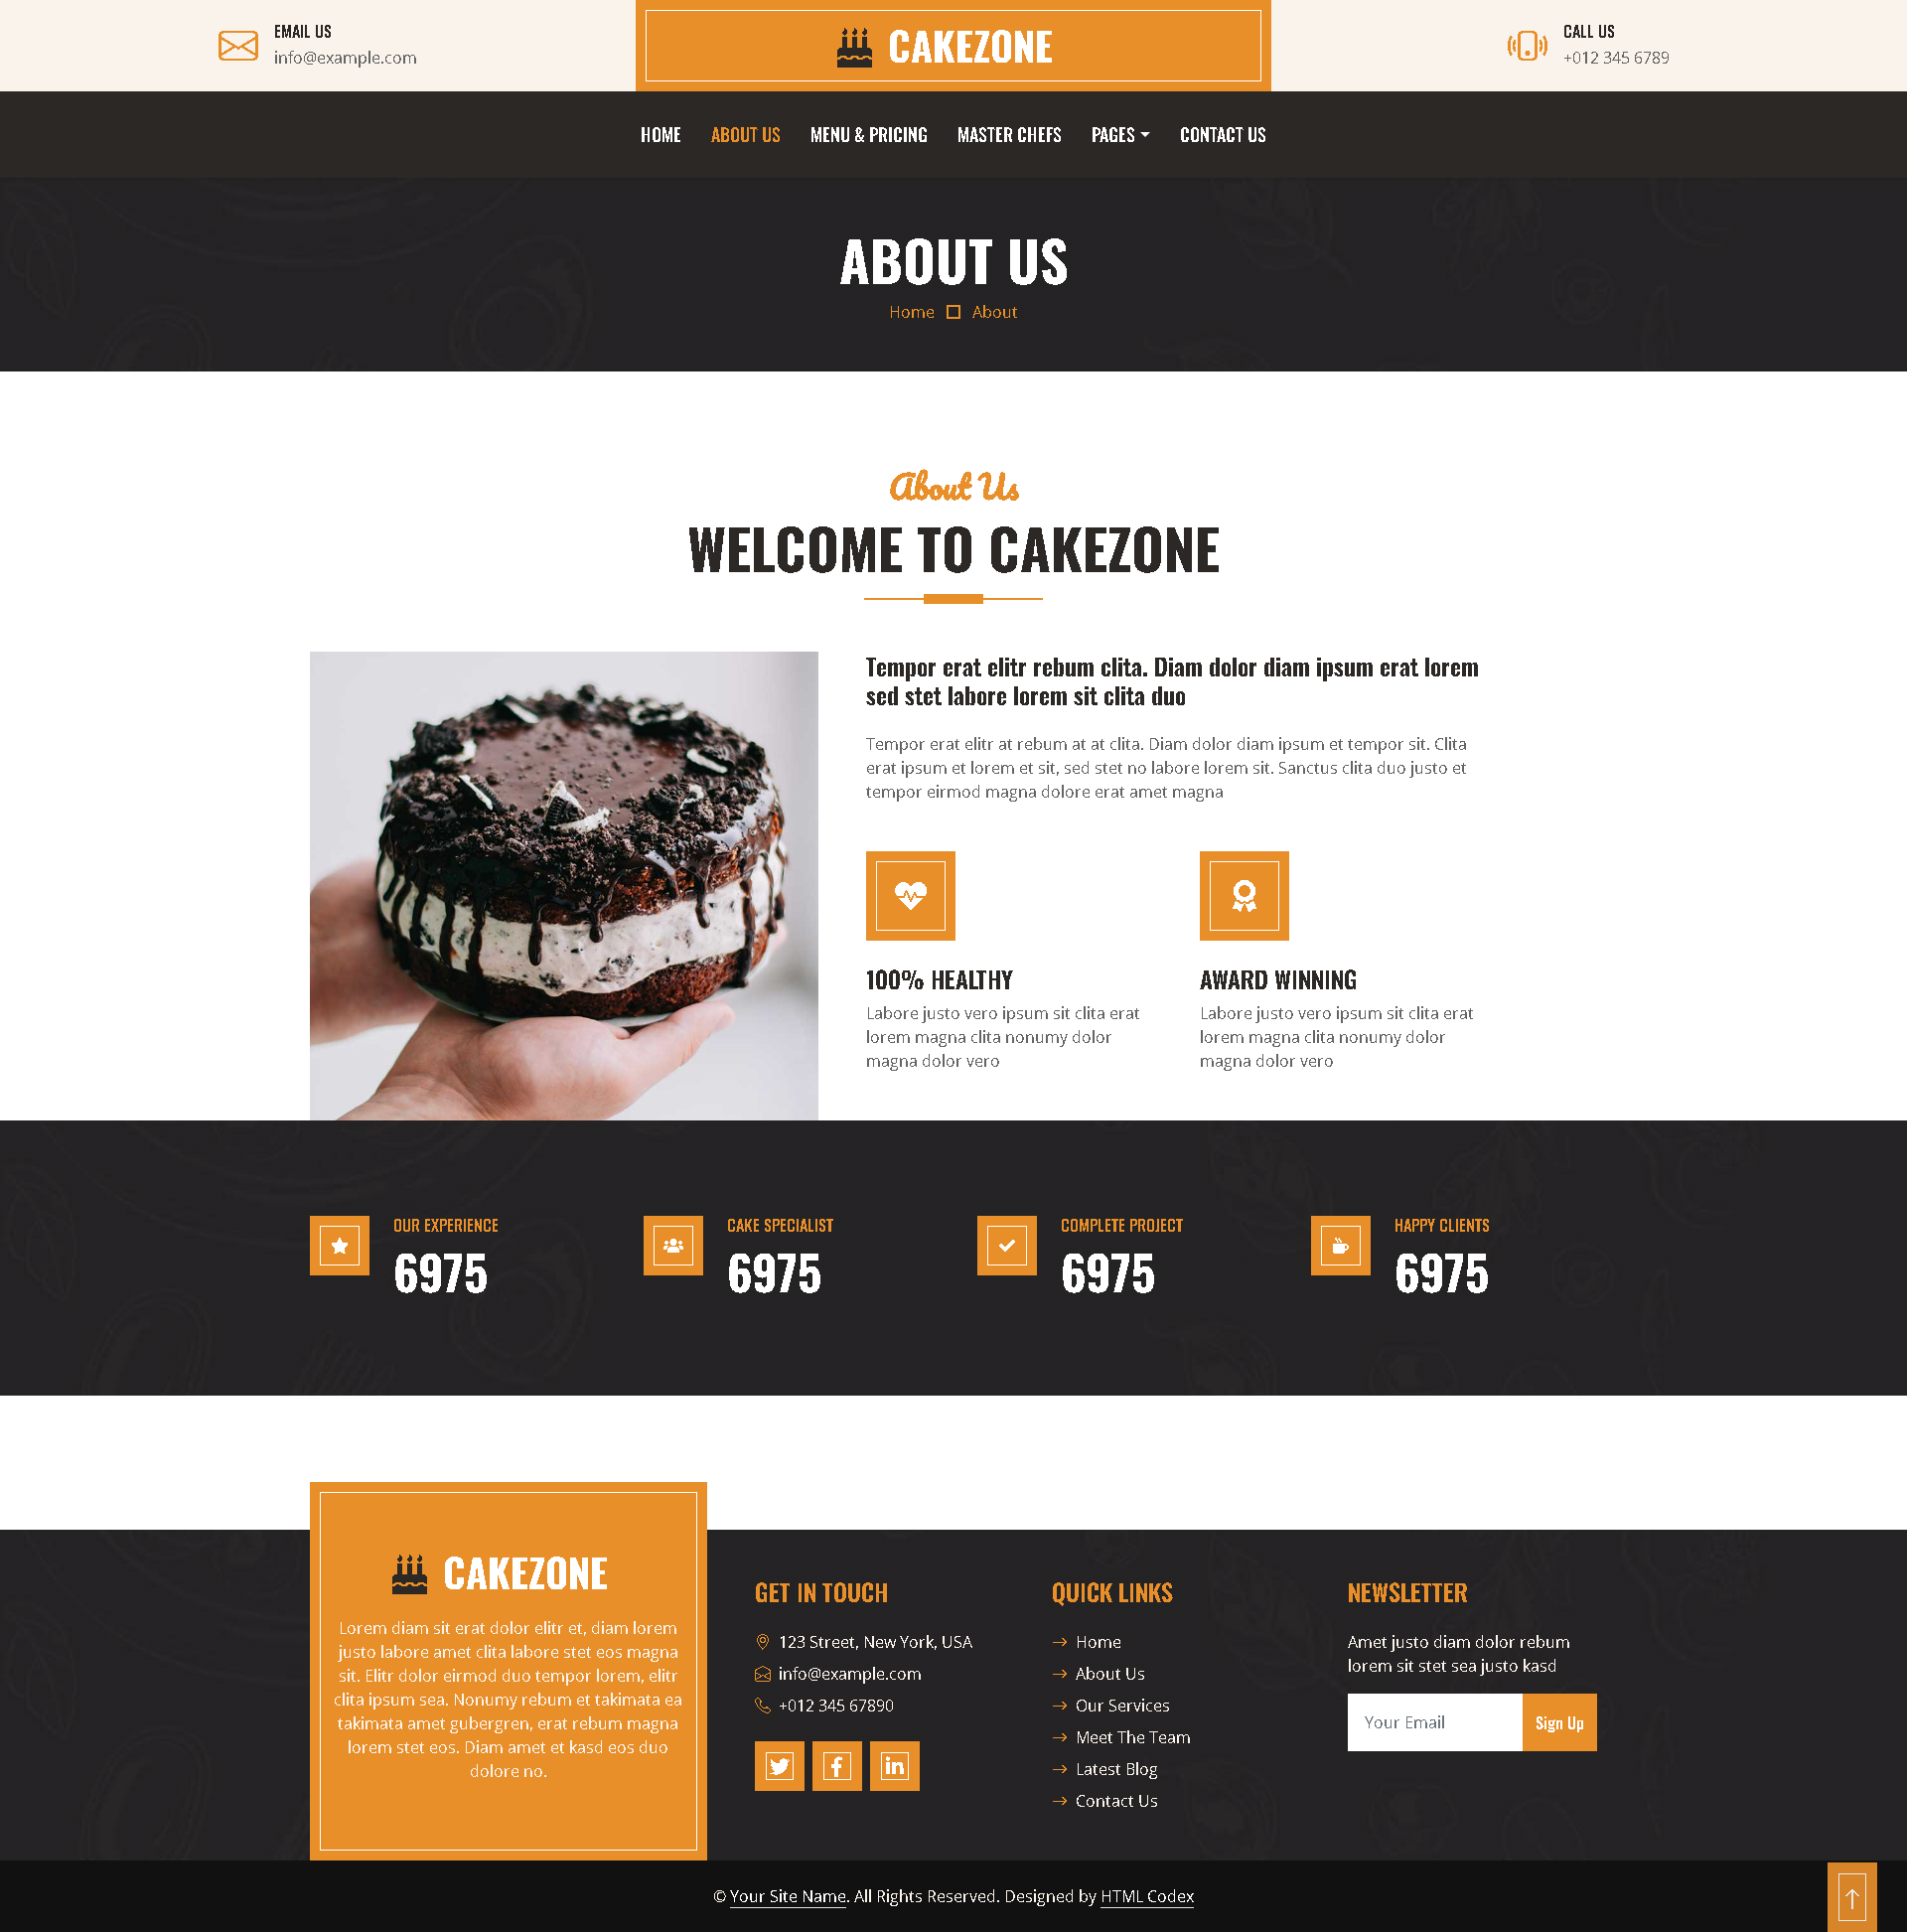 EMAIL US
info@example.com
CAKEZONE
CALL US
+012 345 6789
HOME
ABOUT US
MENU & PRICING
MASTER CHEFS
PAGES
CONTACT US
ABOUT US
Home
About
About Us
WELCOME TO CAKEZONE
Tempor erat elitr rebum clita. Diam dolor diam ipsum erat lorem
sed stet labore lorem sit clita duo
Tempor erat elitr at rebum at at clita. Diam dolor diam ipsum et tempor sit. Clita
erat ipsum et lorem et sit, sed stet no labore lorem sit. Sanctus clita duo justo et
tempor eirmod magna dolore erat amet magna
100% HEALTHY
Labore justo vero ipsum sit clita erat
lorem magna clita nonumy dolor
magna dolor vero
AWARD WINNING
Labore justo vero ipsum sit clita erat
lorem magna clita nonumy dolor
magna dolor vero
OUR EXPERIENCE
6975
CAKE SPECIALIST
6975
COMPLETE PROJECT
6975
HAPPY CLIENTS
6975
CAKEZONE
Lorem diam sit erat dolor elitr et, diam lorem
justo labore amet clita labore stet eos magna
sit. Elitr dolor eirmod duo tempor lorem, elitr
clita ipsum sea. Nonumy rebum et takimata ea
takimata amet gubergren, erat rebum magna
lorem stet eos. Diam amet et kasd eos duo
dolore no.
GET IN TOUCH
123 Street, New York, USA
info@example.com
+012 345 67890
QUICK LINKS
Home
About Us
Our Services
Meet The Team
Latest Blog
Contact Us
NEWSLETTER
Amet justo diam dolor rebum
lorem sit stet sea justo kasd
Your Email
Sign Up
© Your Site Name. All Rights Reserved. Designed by HTML Codex